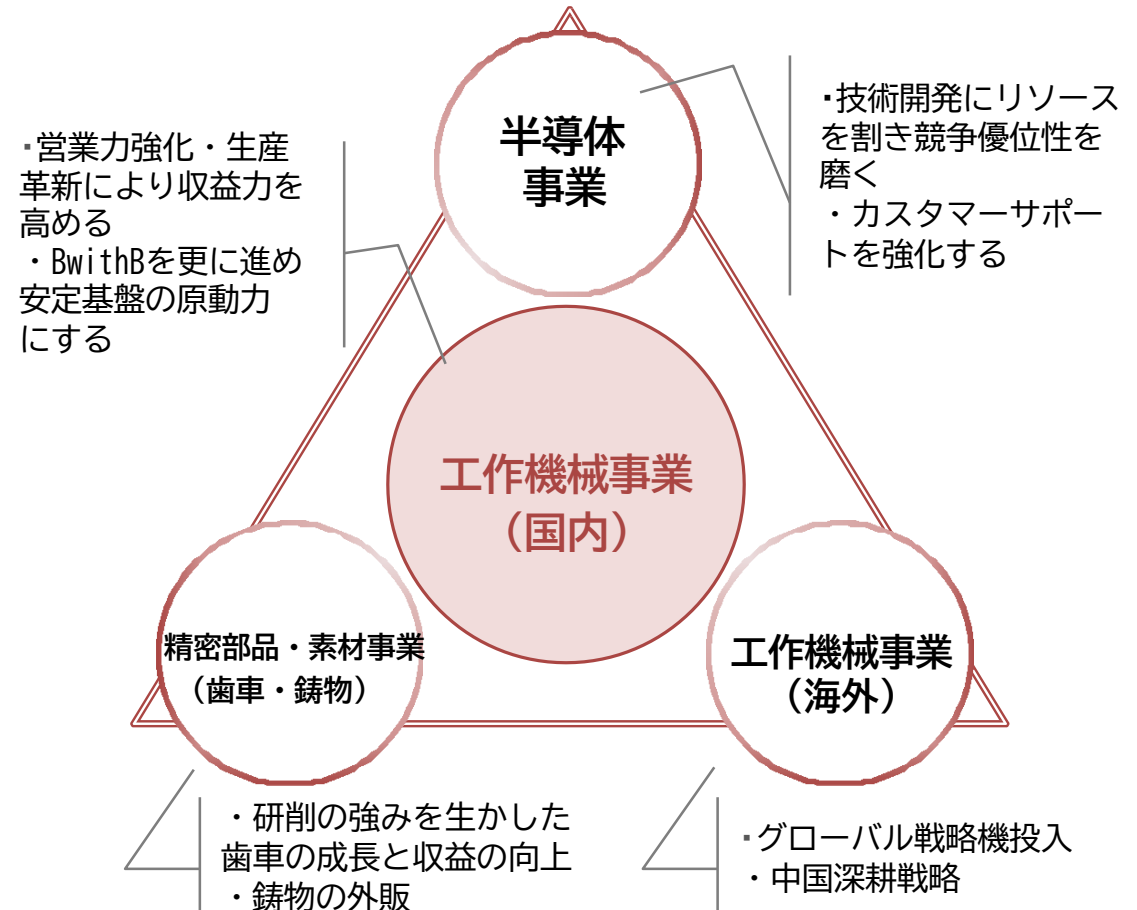 半導体
事業
・営業力強化・生産
革新により収益力を
高める
・BwithBを更に進め
安定基盤の原動力
にする
・技術開発にリソース
を割き競争優位性を
磨く
・カスタマーサポー
トを強化する
工作機械事業
（国内）
精密部品・素材事業
（歯車・鋳物）
工作機械事業
（海外）
・研削の強みを生かした
歯車の成長と収益の向上
・鋳物の外販
・グローバル戦略機投入
・中国深耕戦略